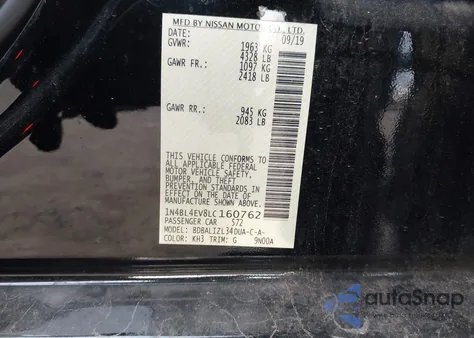 MFD BY NISSAN MOTOR CO., LTD.
DATE: 09/19
GVWR: 1963 KG
4328 LB
GAWR FR.: 1097 KG
2418 LB
GAWR RR.: 945 KG
2083 LB
THIS VEHICLE CONFORMS TO
ALL APPLICABLE FEDERAL
MOTOR VEHICLE SAFETY,
BUMPER, AND THEFT
PREVENTION STANDARDS IN
EFFECT ON THE DATE OF
MANUFACTURE SHOWN ABOVE.
1N4BL4EV8LC160762
PASSENGER CAR 572
MODEL: BDBALIZL34DUA-C-A-
COLOR: KH3 TRIM: G 9N00A
autoSnap